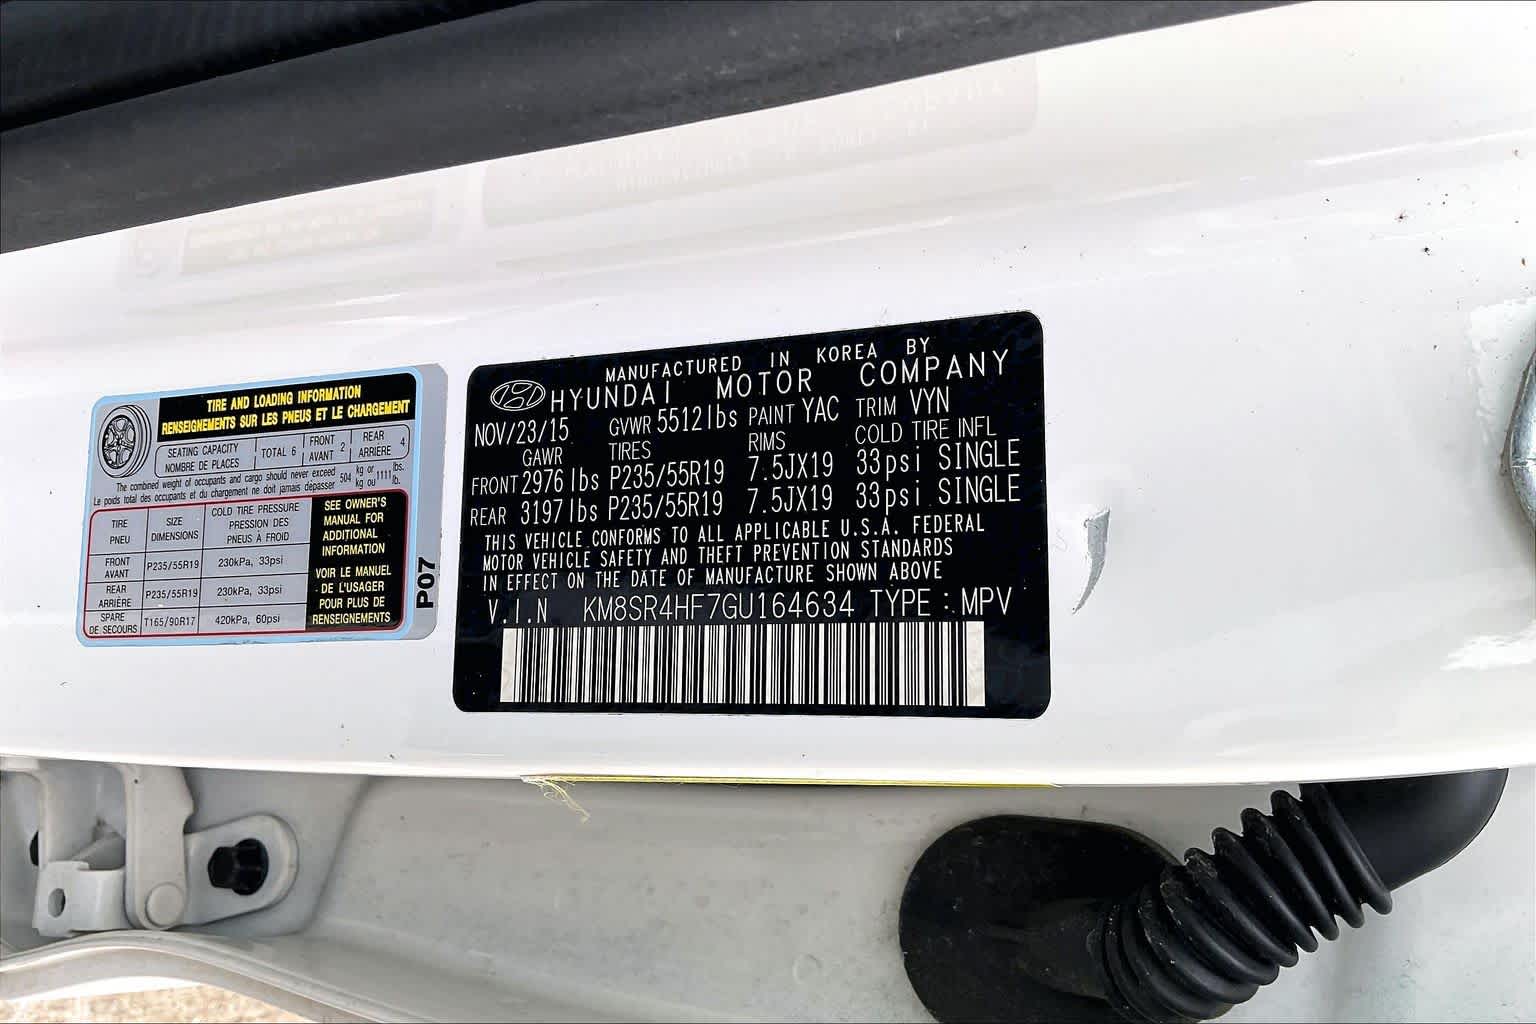 TIRE AND LOADING INFORMATION
RENSEIGNEMENTS SUR LES PNEUS ET LE CHARGEMENT
SEATING CAPACITY
NOMBRE DE PLACES
TOTAL 6
FRONT
AVANT
2
REAR
ARRIÈRE
4
The combined weight of occupants and cargo should never exceed
Le poids total des occupants et du chargement ne doit jamais dépasser
504
kg or
kg ou
1111
lbs.
lb.
TIRE
PNEU
SIZE
DIMENSIONS
COLD TIRE PRESSURE
PRESSION DES
PNEUS À FROID
FRONT
AVANT
P235/55R19
230kPa, 33psi
REAR
ARRIÈRE
P235/55R19
230kPa, 33psi
SPARE
DE SECOURS
T165/90R17
420kPa, 60psi
SEE OWNER'S
MANUAL FOR
ADDITIONAL
INFORMATION
VOIR LE MANUEL
DE L'USAGER
POUR PLUS DE
RENSEIGNEMENTS
P07
MANUFACTURED IN KOREA BY
HYUNDAI MOTOR COMPANY
NOV/23/15 GVWR 5512lbs PAINT YAC TRIM VYN
GAWR TIRES RIMS COLD TIRE INFL
FRONT 2976 lbs P235/55R19 7.5JX19 33psi SINGLE
REAR 3197 lbs P235/55R19 7.5JX19 33psi SINGLE
THIS VEHICLE CONFORMS TO ALL APPLICABLE U.S.A. FEDERAL
MOTOR VEHICLE SAFETY AND THEFT PREVENTION STANDARDS
IN EFFECT ON THE DATE OF MANUFACTURE SHOWN ABOVE
V.I.N KM8SR4HF7GU164634 TYPE : MPV